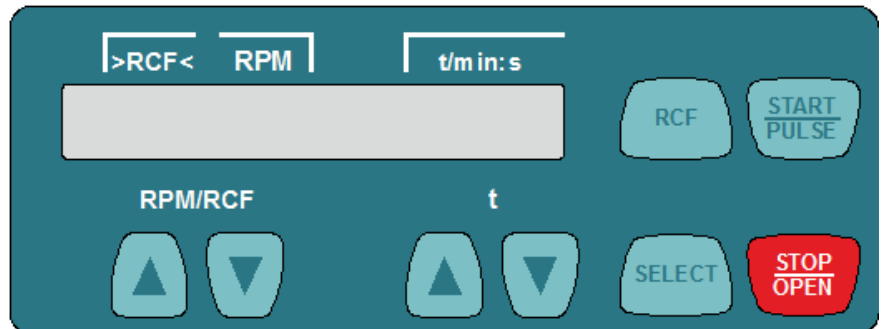 >RCF< RPM t/min:s
RCF
START
PULSE
RPM/RCF t
SELECT
STOP
OPEN